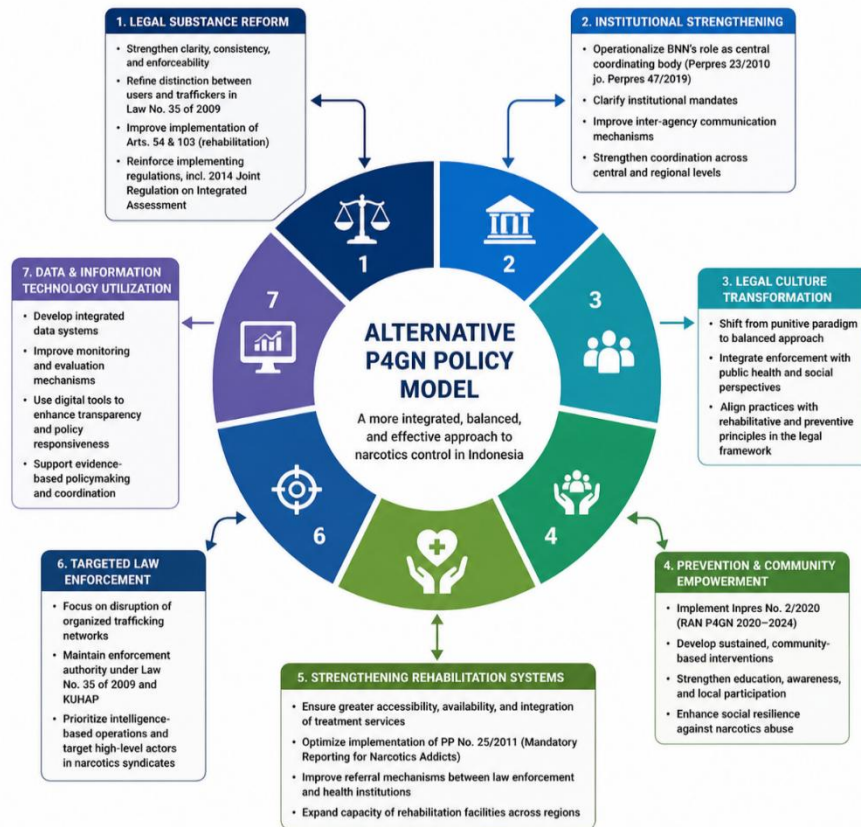 1. LEGAL SUBSTANCE REFORM
• Strengthen clarity, consistency,
and enforceability
• Refine distinction between
users and traffickers in
Law No. 35 of 2009
• Improve implementation of
Arts. 54 & 103 (rehabilitation)
• Reinforce implementing
regulations, incl. 2014 Joint
Regulation on Integrated
Assessment
2. INSTITUTIONAL STRENGTHENING
• Operationalize BNN's role as central
coordinating body (Perpres 23/2010
jo. Perpres 47/2019)
• Clarify institutional mandates
• Improve inter-agency communication
mechanisms
• Strengthen coordination across
central and regional levels
1
2
3
4
6
7
ALTERNATIVE
P4GN POLICY
MODEL
A more integrated, balanced,
and effective approach to
narcotics control in Indonesia
3. LEGAL CULTURE
TRANSFORMATION
• Shift from punitive paradigm
to balanced approach
• Integrate enforcement with
public health and social
perspectives
• Align practices with
rehabilitative and preventive
principles in the legal
framework
4. PREVENTION & COMMUNITY
EMPOWERMENT
• Implement Inpres No. 2/2020
(RAN P4GN 2020–2024)
• Develop sustained, community-
based interventions
• Strengthen education, awareness,
and local participation
• Enhance social resilience
against narcotics abuse
5. STRENGTHENING REHABILITATION SYSTEMS
• Ensure greater accessibility, availability, and integration
of treatment services
• Optimize implementation of PP No. 25/2011 (Mandatory
Reporting for Narcotics Addicts)
• Improve referral mechanisms between law enforcement
and health institutions
• Expand capacity of rehabilitation facilities across regions
6. TARGETED LAW
ENFORCEMENT
• Focus on disruption of
organized trafficking
networks
• Maintain enforcement
authority under Law
No. 35 of 2009 and
KUHAP
• Prioritize intelligence-
based operations and
target high-level actors
in narcotics syndicates
7. DATA & INFORMATION
TECHNOLOGY UTILIZATION
• Develop integrated
data systems
• Improve monitoring
and evaluation
mechanisms
• Use digital tools to
enhance transparency
and policy
responsiveness
• Support evidence-
based policymaking
and coordination